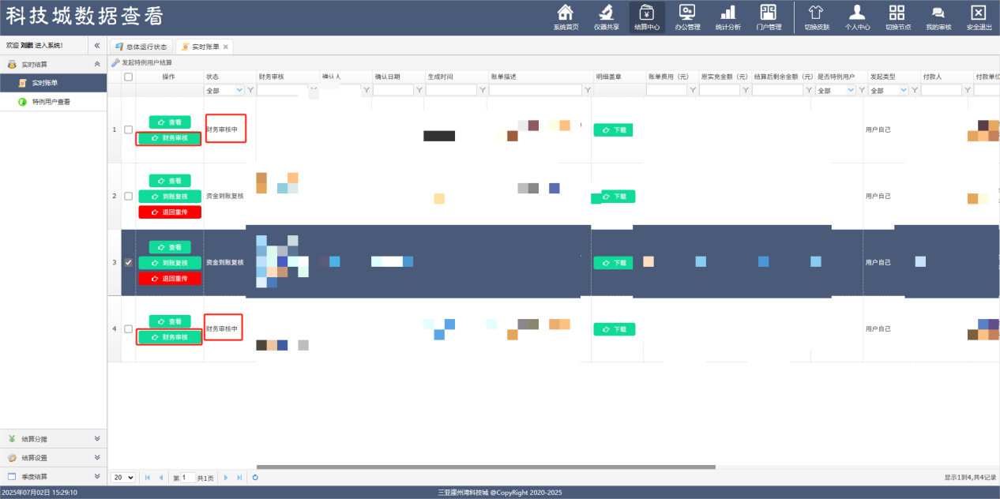 科技城数据查看
系统首页 仪器共享 结算中心 办公管理 统计分析 门户管理 切换皮肤 个人中心 切换节点 我的审核 安全退出
欢迎 刘鹏 进入系统!
总体运行状态 实时账单
实时结算
发起特例用户结算
实时账单
特例用户查看
操作 状态 财务审核 确认人 确认日期 生成时间 账单描述 明细盖章 账单费用（元） 原实充金额（元） 结算后剩余金额（元） 是否特例用户 发起类型 付款人 付款单位
全部 全部 全部
1 查看 财务审核 财务审核中 下载 用户自己
2 查看 到账复核 退回重传 资金到账复核 下载 用户自己
3 查看 到账复核 退回重传 资金到账复核 下载 用户自己
4 查看 财务审核 财务审核中 下载 用户自己
结算分摊
结算设置
季度结算
20 第 1 共1页 显示1到4,共4记录
2025年07月02日 15:29:10 三亚崖州湾科技城 @CopyRight 2020-2025